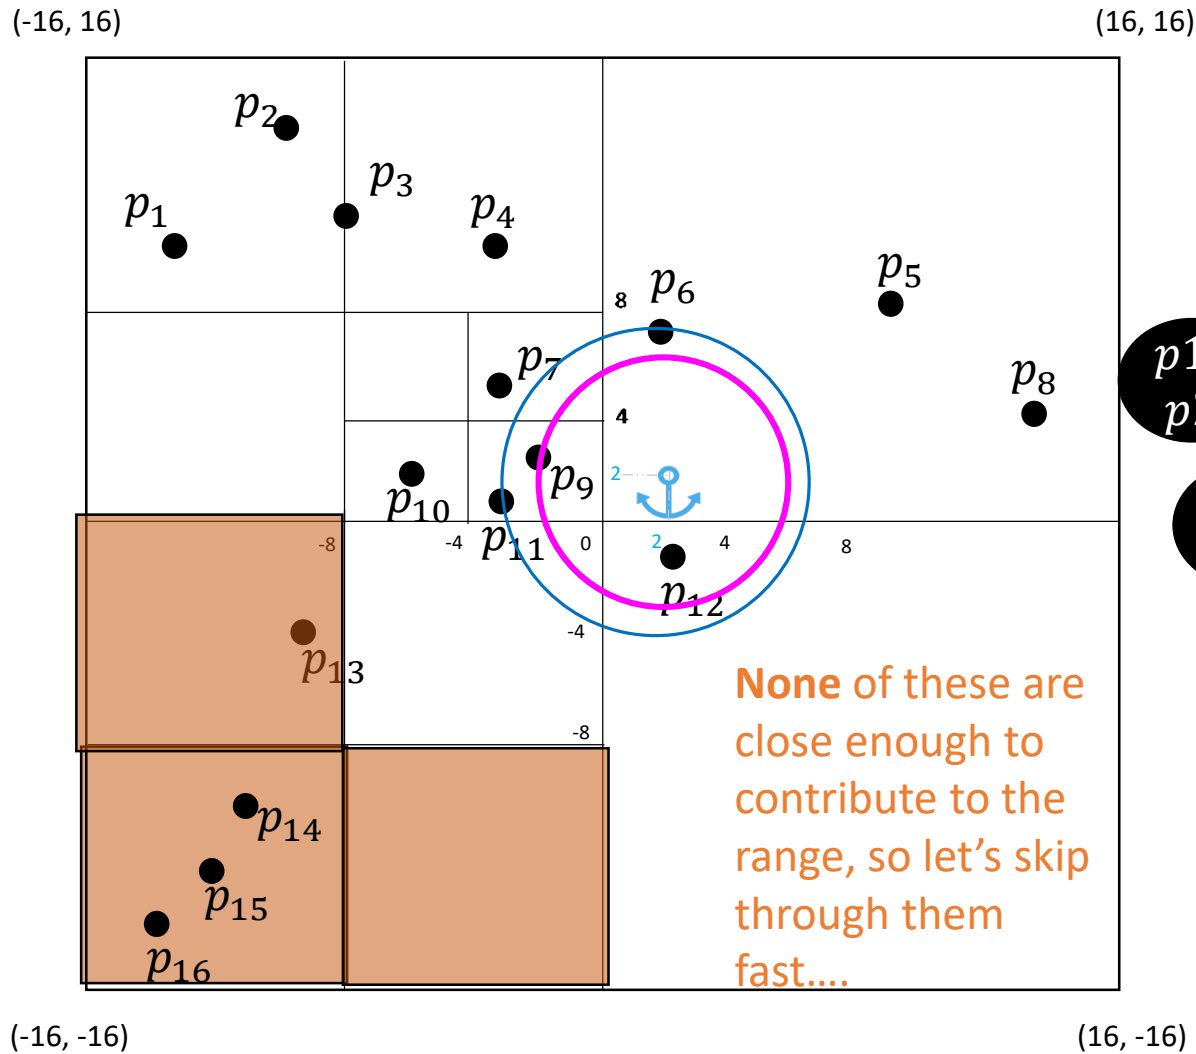 (-16, 16)
(16, 16)
p2
p3
p1
p4
p5
p6
8
p7
p8
4
p9
2
p10
p11
-8
-4
0
2
4
8
p12
-4
p13
None of these are
close enough to
contribute to the
range, so let's skip
through them
fast....
-8
p14
p15
p16
(-16, -16)
(16, -16)